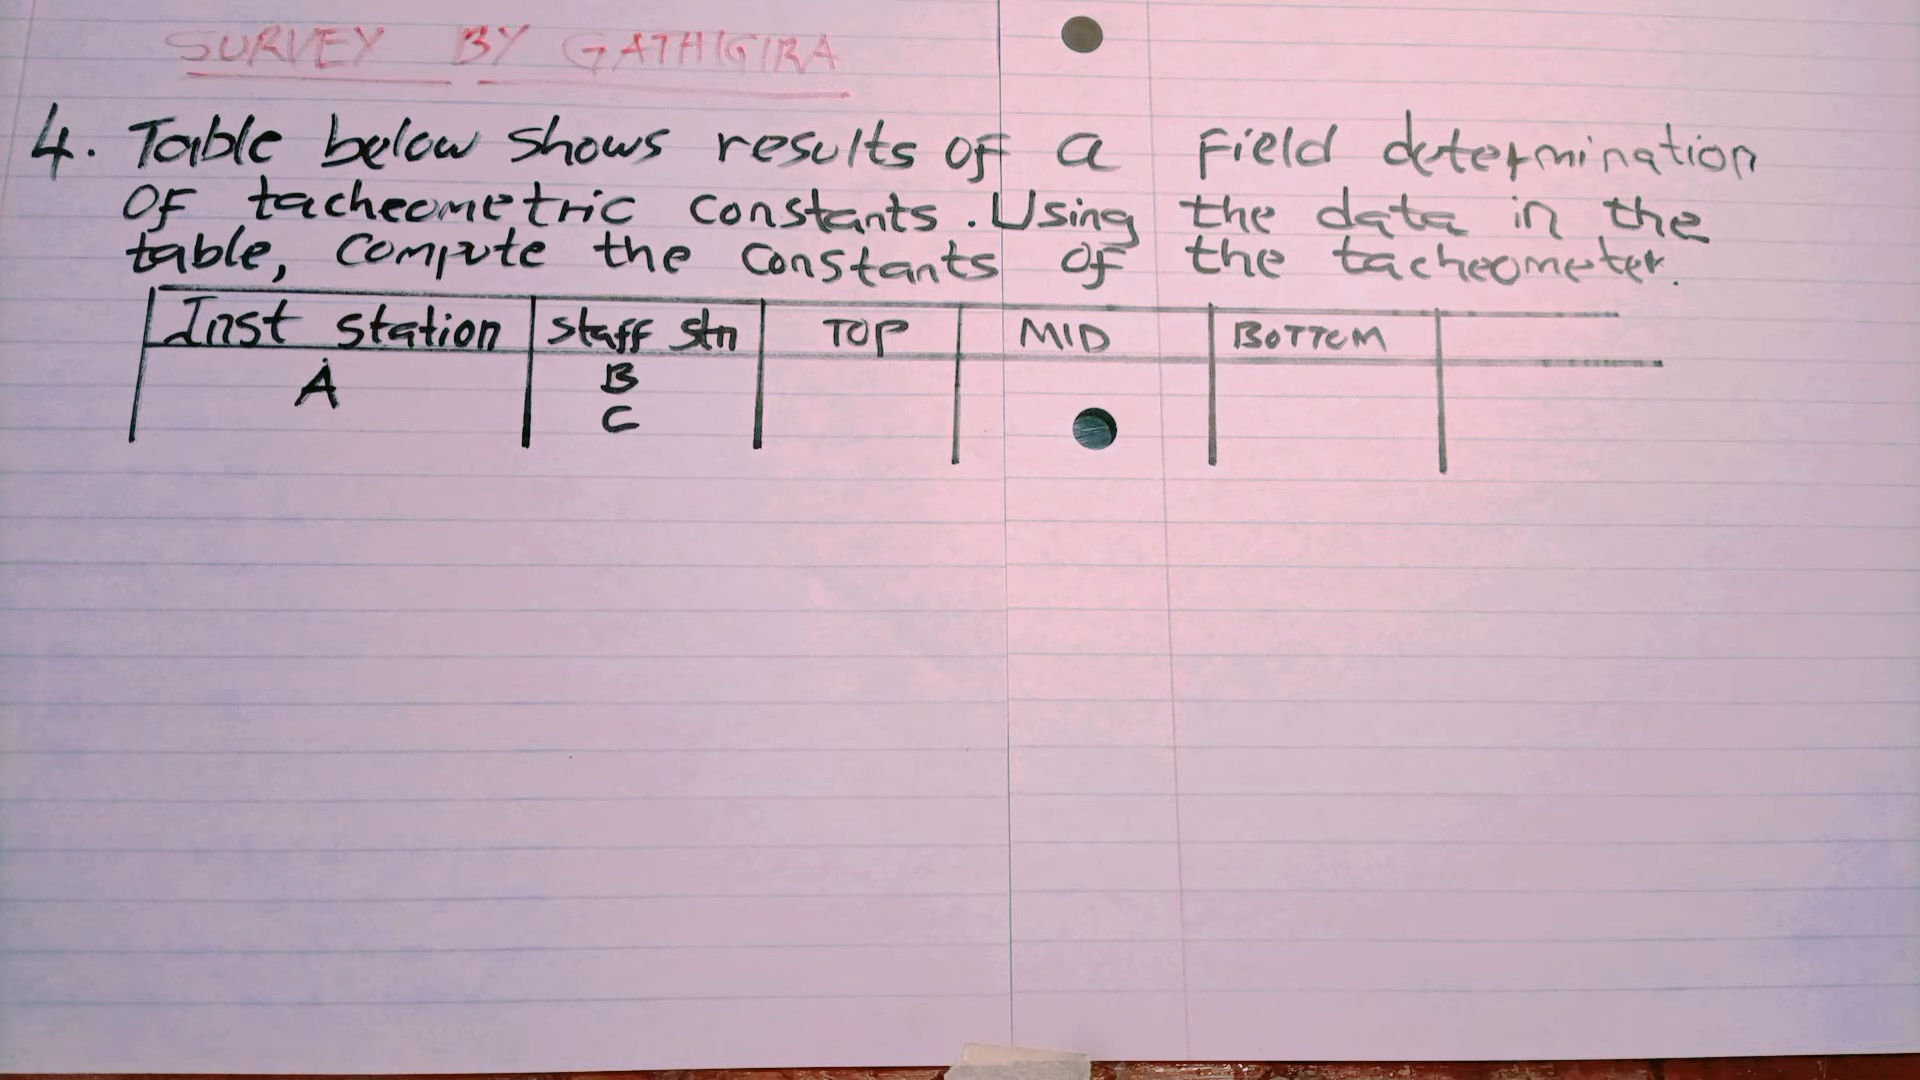 SURVEY BY GATHIGIRA
4. Table below shows results of a field determination
of tacheometric constants. Using the data in the
table, compute the constants of the tacheometer.
Inst station staff stn TOP MID BOTTOM
A B
C